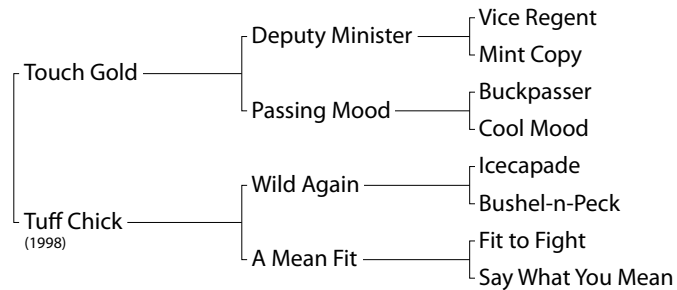 Vice Regent
Deputy Minister
Mint Copy
Touch Gold
Buckpasser
Passing Mood
Cool Mood
Icecapade
Wild Again
Bushel-n-Peck
Tuff Chick
(1998)
Fit to Fight
A Mean Fit
Say What You Mean